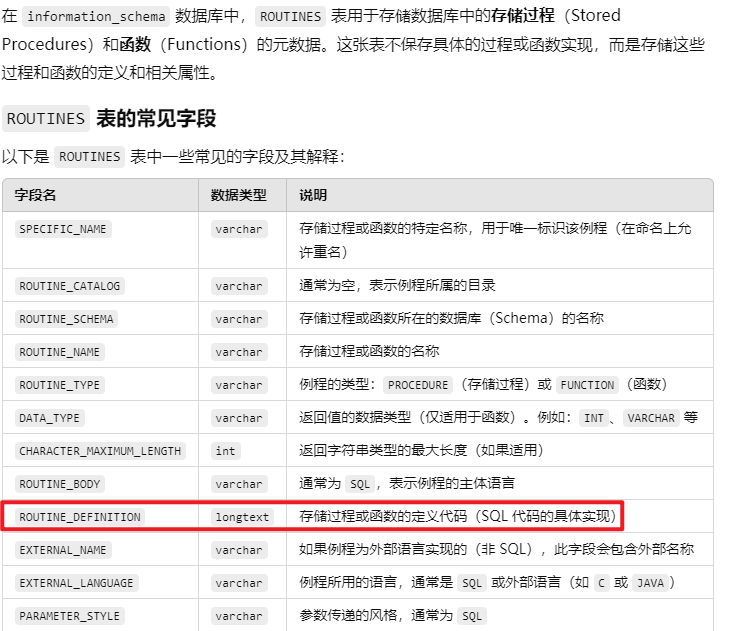 在 information_schema 数据库中，ROUTINES 表用于存储数据库中的存储过程（Stored
Procedures）和函数（Functions）的元数据。这张表不保存具体的过程或函数实现，而是存储这些
过程和函数的定义和相关属性。
ROUTINES 表的常见字段
以下是 ROUTINES 表中一些常见的字段及其解释：
字段名 数据类型 说明
SPECIFIC_NAME varchar 存储过程或函数的特定名称，用于唯一标识该例程（在命名上允
许重名）
ROUTINE_CATALOG varchar 通常为空，表示例程所属的目录
ROUTINE_SCHEMA varchar 存储过程或函数所在的数据库（Schema）的名称
ROUTINE_NAME varchar 存储过程或函数的名称
ROUTINE_TYPE varchar 例程的类型：PROCEDURE（存储过程）或 FUNCTION（函数）
DATA_TYPE varchar 返回值的数据类型（仅适用于函数）。例如：INT、VARCHAR 等
CHARACTER_MAXIMUM_LENGTH int 返回字符串类型的最大长度（如果适用）
ROUTINE_BODY varchar 通常为 SQL，表示例程的主体语言
ROUTINE_DEFINITION longtext 存储过程或函数的定义代码（SQL 代码的具体实现）
EXTERNAL_NAME varchar 如果例程为外部语言实现的（非 SQL），此字段会包含外部名称
EXTERNAL_LANGUAGE varchar 例程所用的语言，通常是 SQL 或外部语言（如 C 或 JAVA）
PARAMETER_STYLE varchar 参数传递的风格，通常为 SQL